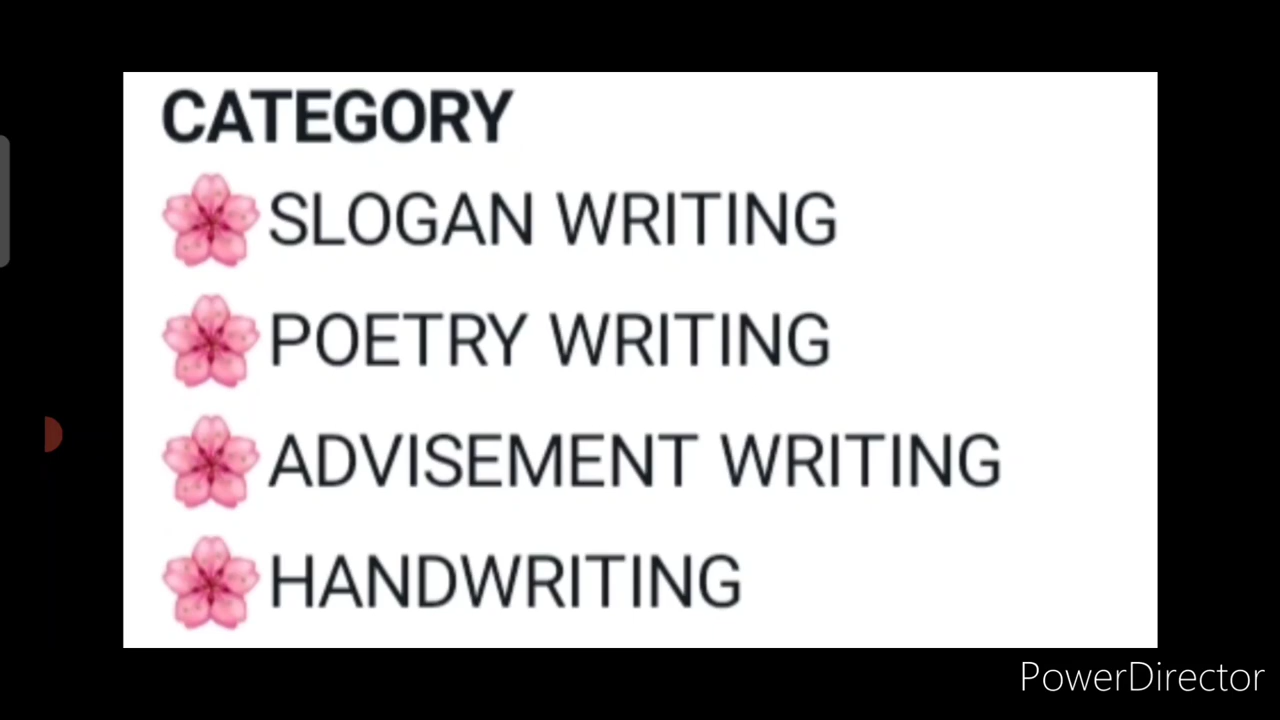 CATEGORY
🌸SLOGAN WRITING
🌸POETRY WRITING
🌸ADVISEMENT WRITING
🌸HANDWRITING
PowerDirector